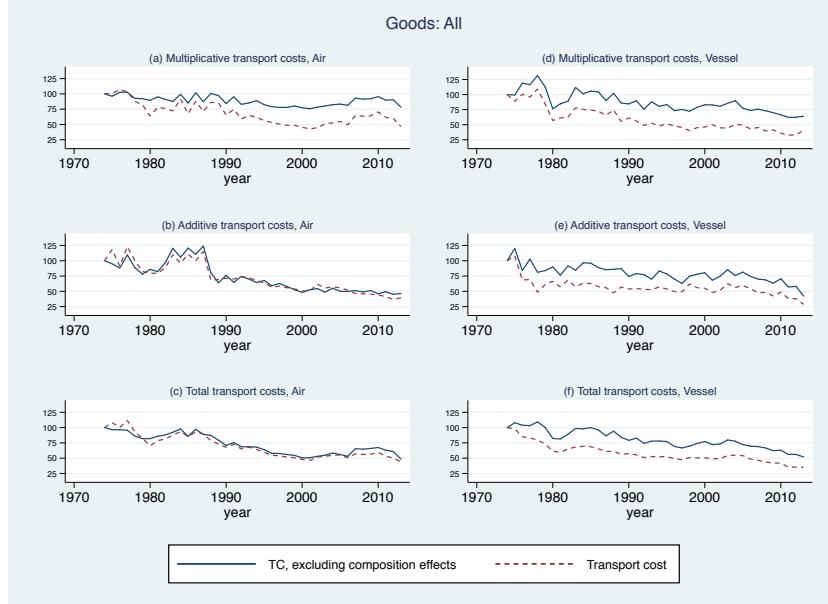 Goods: All
(a) Multiplicative transport costs, Air
125
100
75
50
25
1970 1980 1990 2000 2010
year
(d) Multiplicative transport costs, Vessel
125
100
75
50
25
1970 1980 1990 2000 2010
year
(b) Additive transport costs, Air
125
100
75
50
25
1970 1980 1990 2000 2010
year
(e) Additive transport costs, Vessel
125
100
75
50
25
1970 1980 1990 2000 2010
year
(c) Total transport costs, Air
125
100
75
50
25
1970 1980 1990 2000 2010
year
(f) Total transport costs, Vessel
125
100
75
50
25
1970 1980 1990 2000 2010
year
TC, excluding composition effects Transport cost